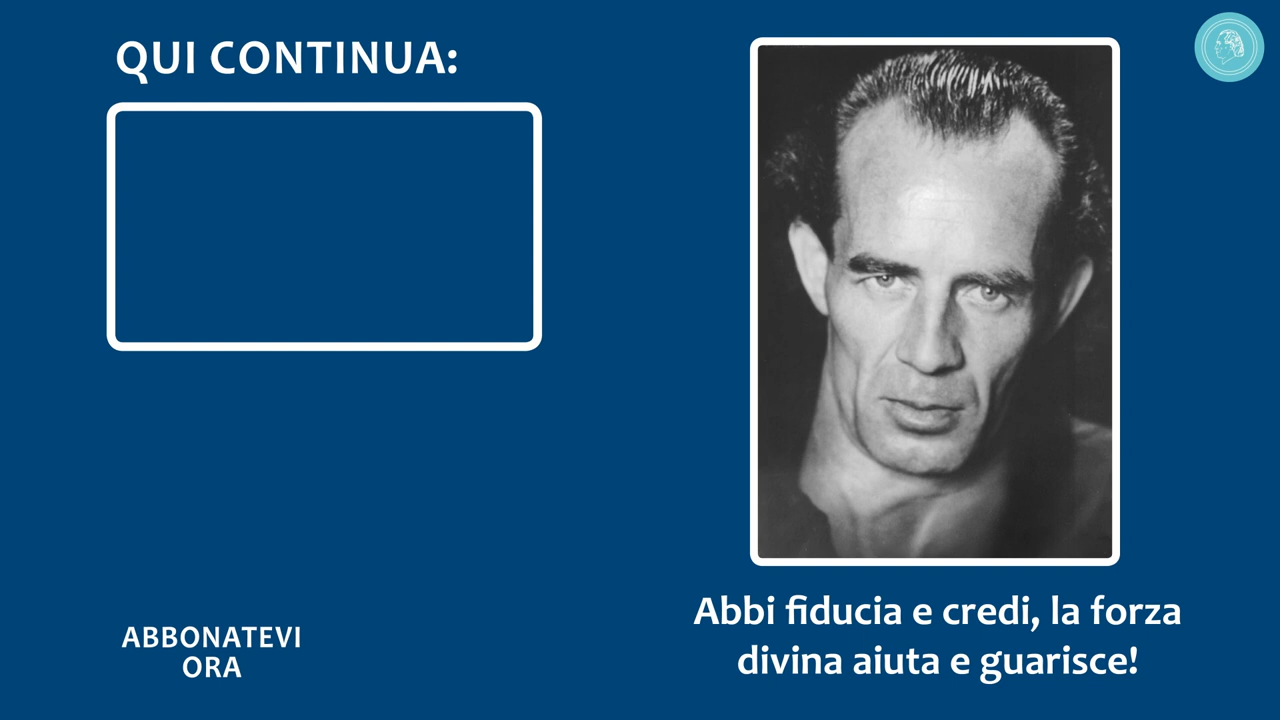 QUI CONTINUA:
ABBONATEVI
ORA
Abbi fiducia e credi, la forza
divina aiuta e guarisce!